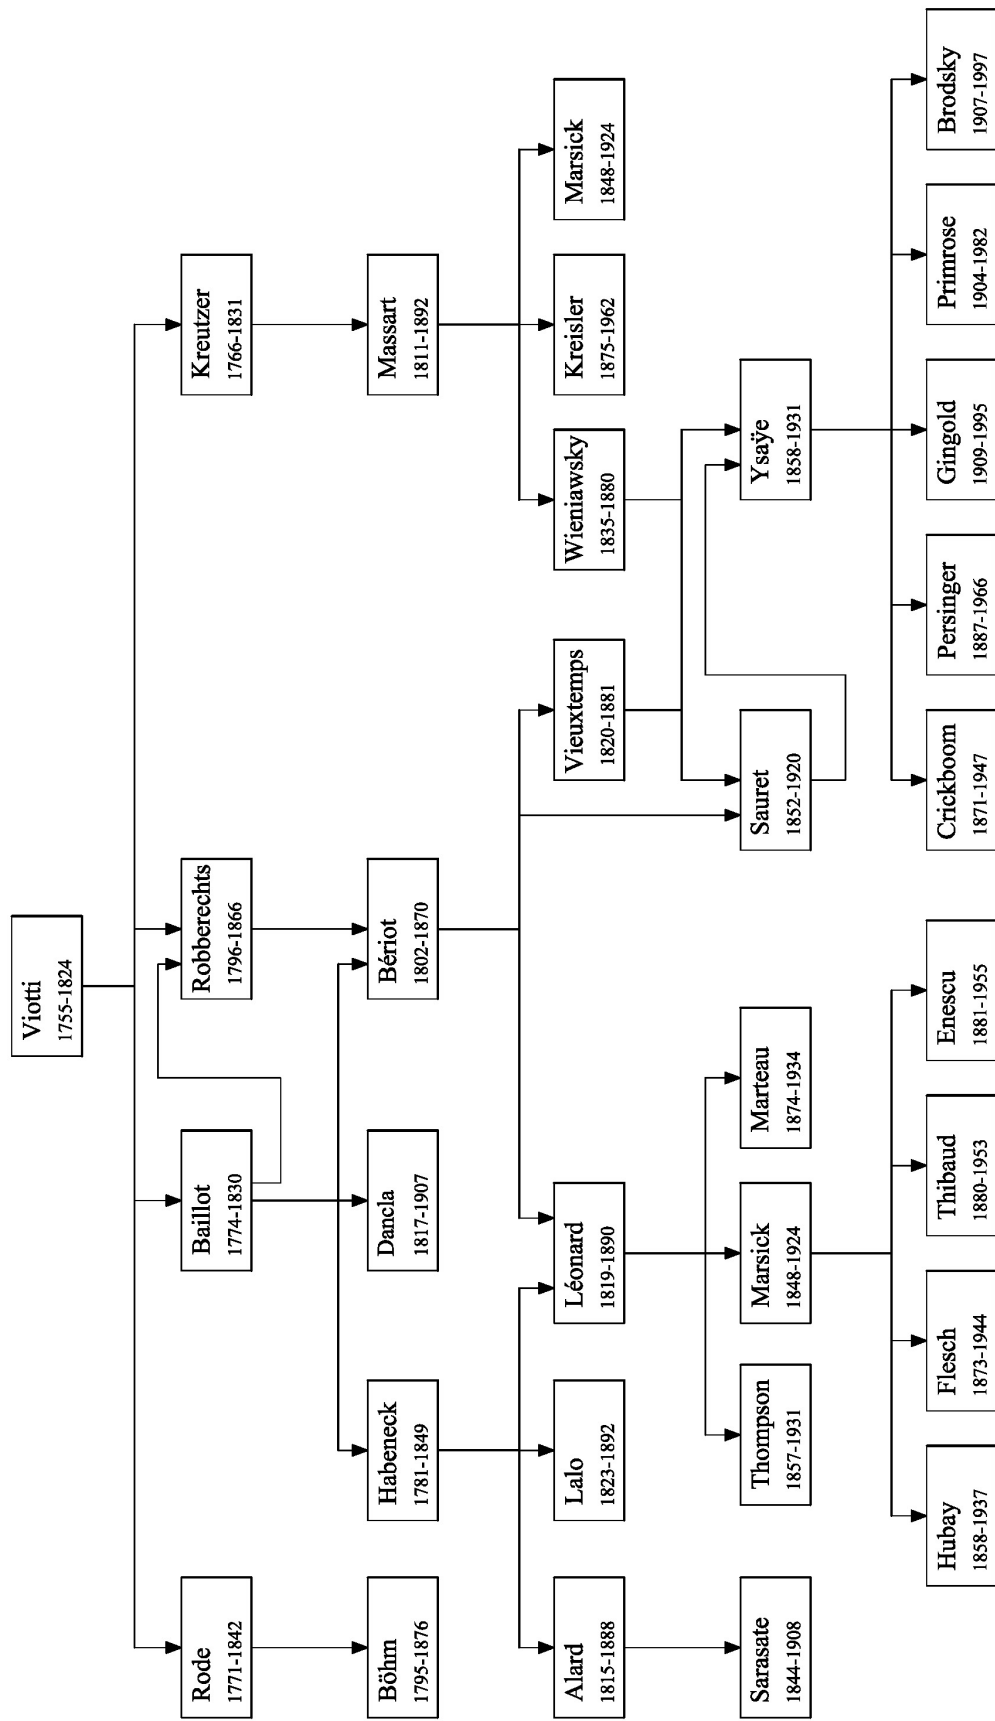 Viotti
1755-1824
Rode
1771-1842
Baillot
1774-1830
Robberechts
1796-1866
Kreutzer
1766-1831
Böhm
1795-1876
Habeneck
1781-1849
Dancla
1817-1907
Bériot
1802-1870
Massart
1811-1892
Alard
1815-1888
Lalo
1823-1892
Léonard
1819-1890
Vieuxtemps
1820-1881
Wieniawsky
1835-1880
Kreisler
1875-1962
Marsick
1848-1924
Sarasate
1844-1908
Thompson
1857-1931
Marsick
1848-1924
Marteau
1874-1934
Sauret
1852-1920
Ysaÿe
1858-1931
Hubay
1858-1937
Flesch
1873-1944
Thibaud
1880-1953
Enescu
1881-1955
Crickboom
1871-1947
Persinger
1887-1966
Gingold
1909-1995
Primrose
1904-1982
Brodsky
1907-1997